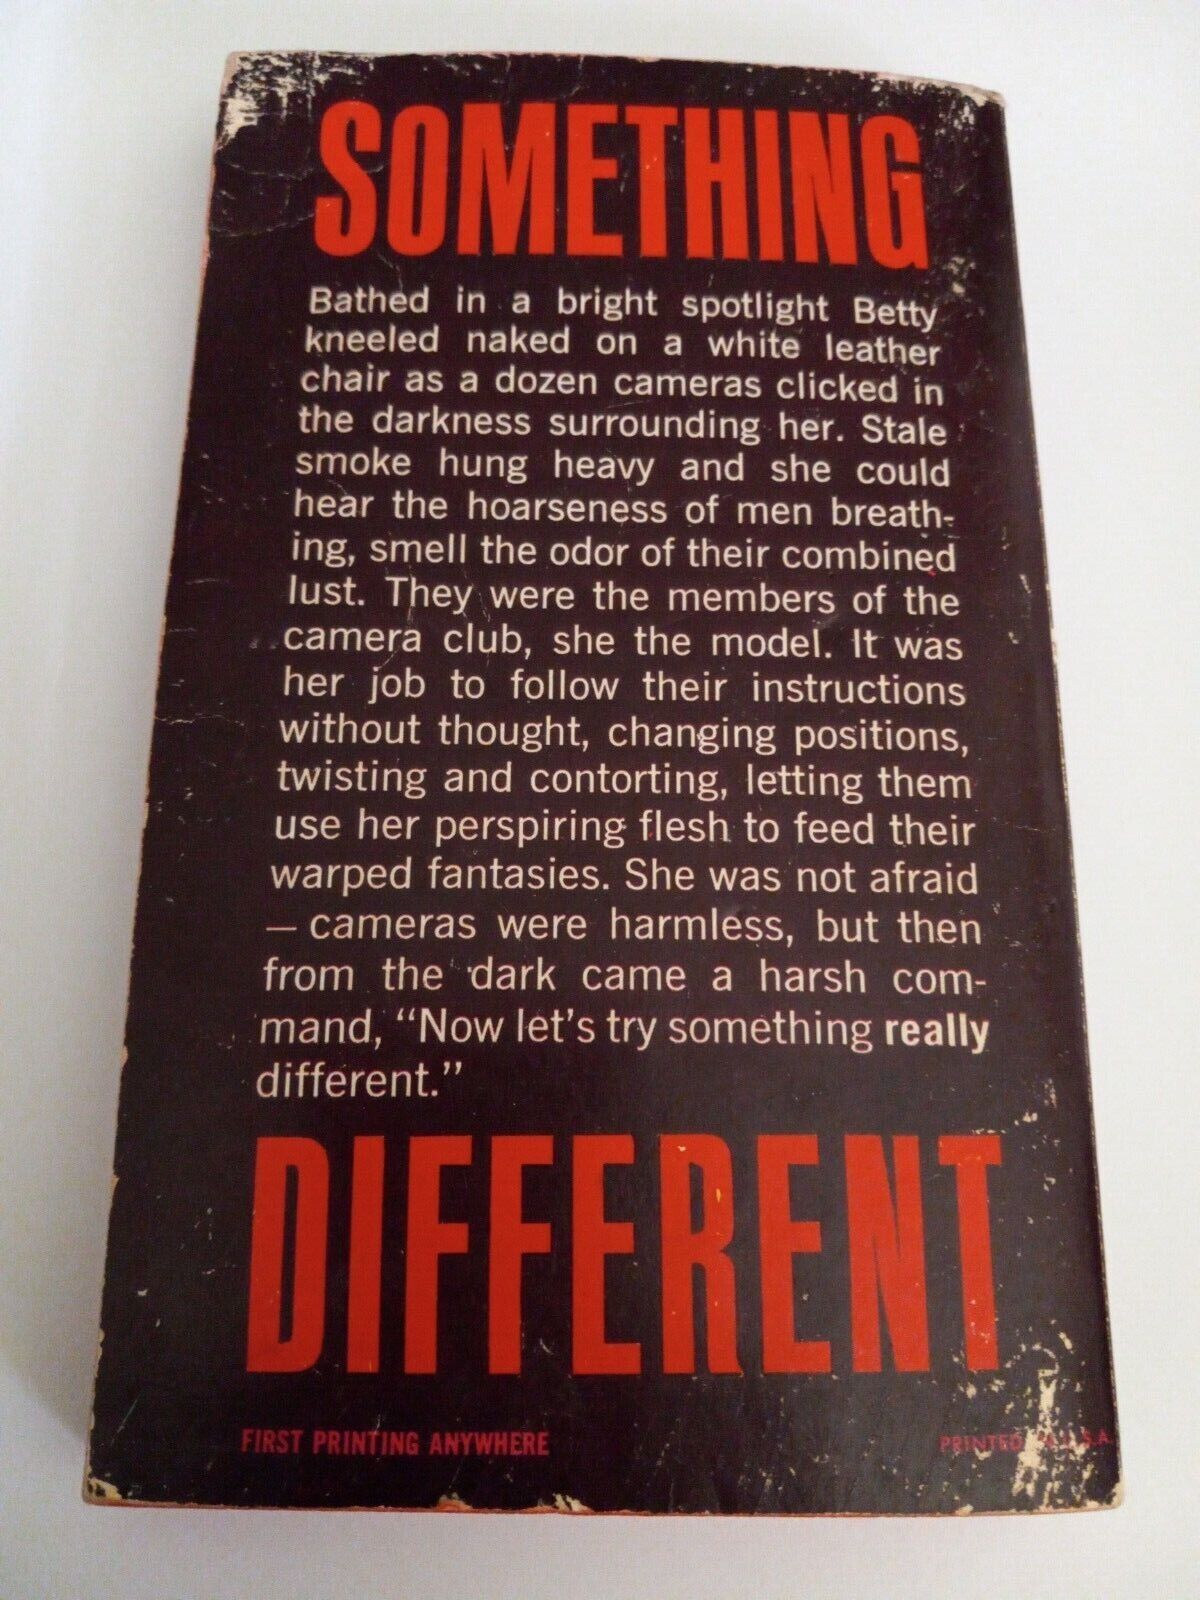 SOMETHING
Bathed in a bright spotlight Betty
kneeled naked on a white leather
chair as a dozen cameras clicked in
the darkness surrounding her. Stale
smoke hung heavy and she could
hear the hoarseness of men breath-
ing, smell the odor of their combined
lust. They were the members of the
camera club, she the model. It was
her job to follow their instructions
without thought, changing positions,
twisting and contorting, letting them
use her perspiring flesh to feed their
warped fantasies. She was not afraid
— cameras were harmless, but then
from the dark came a harsh com-
mand, "Now let's try something really
different."
DIFFERENT
FIRST PRINTING ANYWHERE
PRINTED U.S.A.